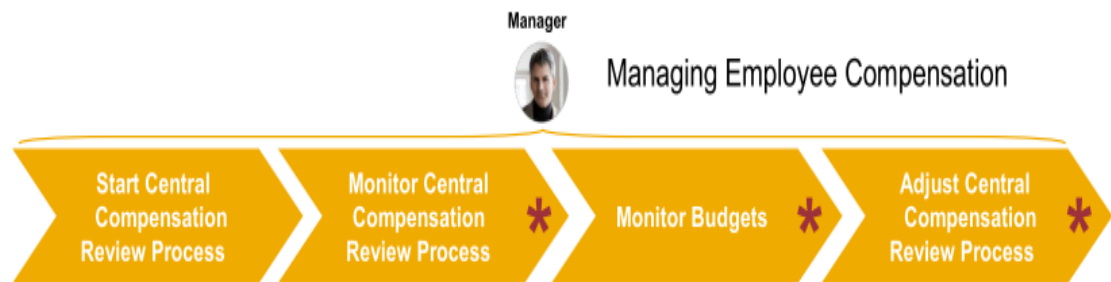 Manager
Managing Employee Compensation
Start Central
Compensation
Review Process
Monitor Central
Compensation
Review Process
*
Monitor Budgets
*
Adjust Central
Compensation
Review Process
*